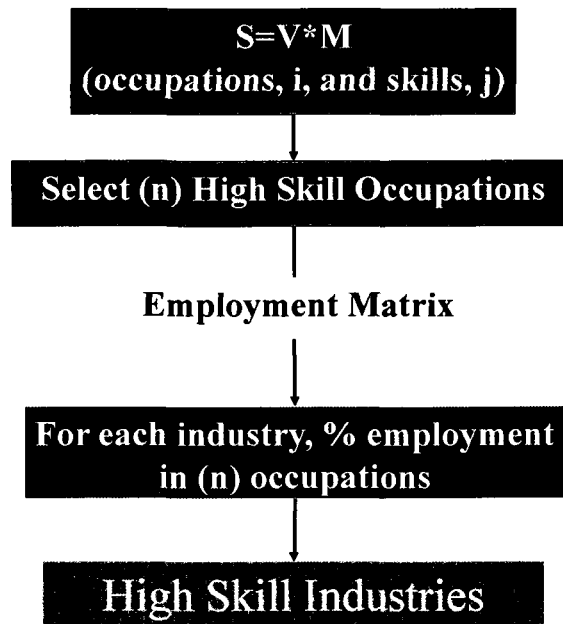 S=V*M
(occupations, i, and skills, j)
Select (n) High Skill Occupations
Employment Matrix
For each industry, % employment
in (n) occupations
High Skill Industries